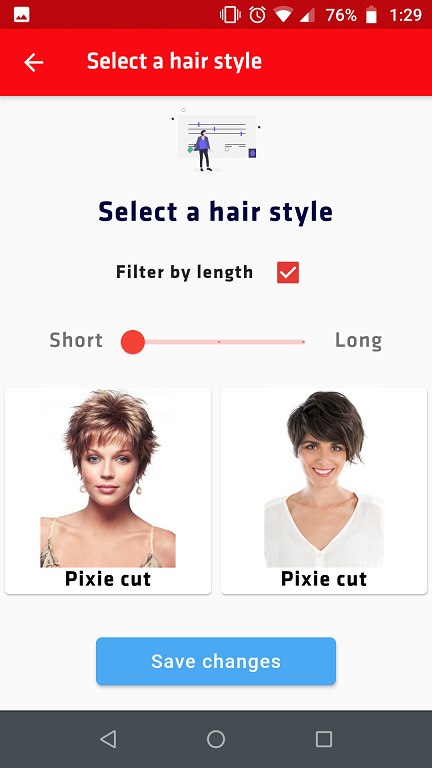 76% 1:29
Select a hair style
Select a hair style
Filter by length
Short Long
Pixie cut Pixie cut
Save changes